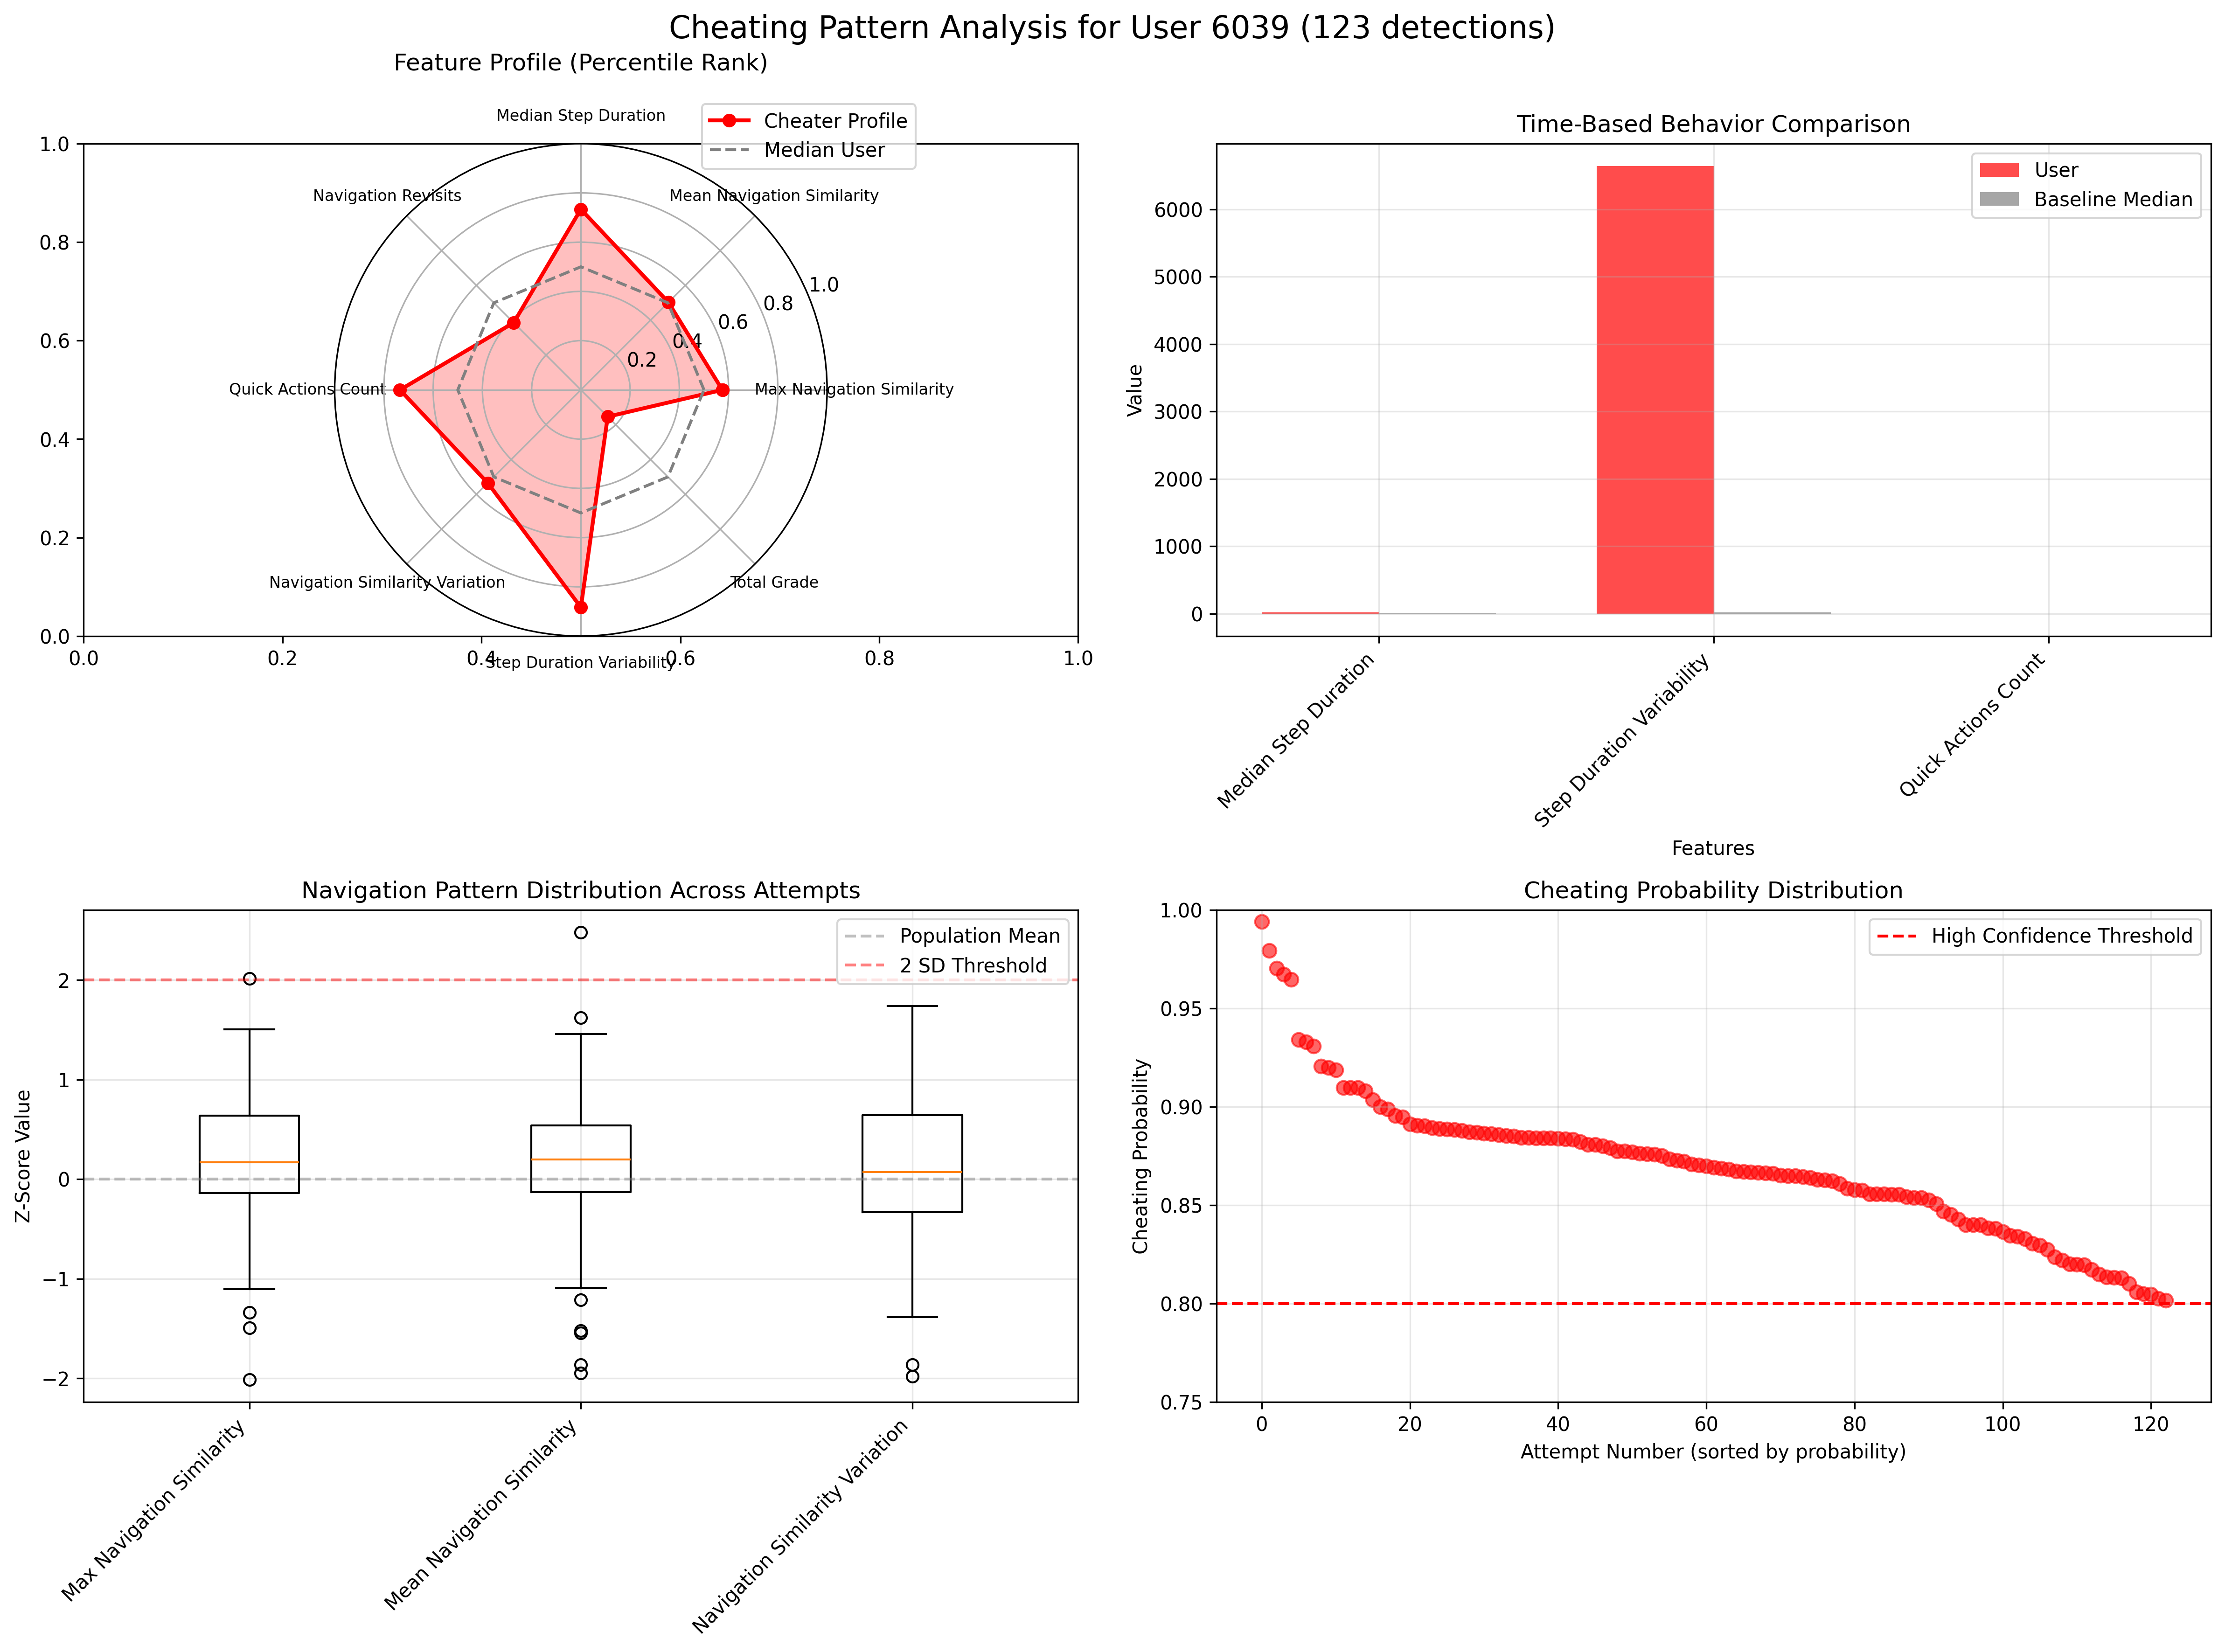 Cheating Pattern Analysis for User 6039 (123 detections)
Feature Profile (Percentile Rank)
Median Step Duration
Cheater Profile
Median User
Navigation Revisits
Mean Navigation Similarity
Quick Actions Count
Max Navigation Similarity
Navigation Similarity Variation
Total Grade
Step Duration Variability
0.2
0.4
0.6
0.8
1.0
1.0
0.8
0.6
0.4
0.2
0.0
0.0
0.2
0.4
0.6
0.8
1.0
Time-Based Behavior Comparison
User
Baseline Median
Value
6000
5000
4000
3000
2000
1000
0
Median Step Duration
Step Duration Variability
Quick Actions Count
Features
Navigation Pattern Distribution Across Attempts
Population Mean
2 SD Threshold
Z-Score Value
2
1
0
−1
−2
Max Navigation Similarity
Mean Navigation Similarity
Navigation Similarity Variation
Cheating Probability Distribution
High Confidence Threshold
Cheating Probability
1.00
0.95
0.90
0.85
0.80
0.75
0
20
40
60
80
100
120
Attempt Number (sorted by probability)